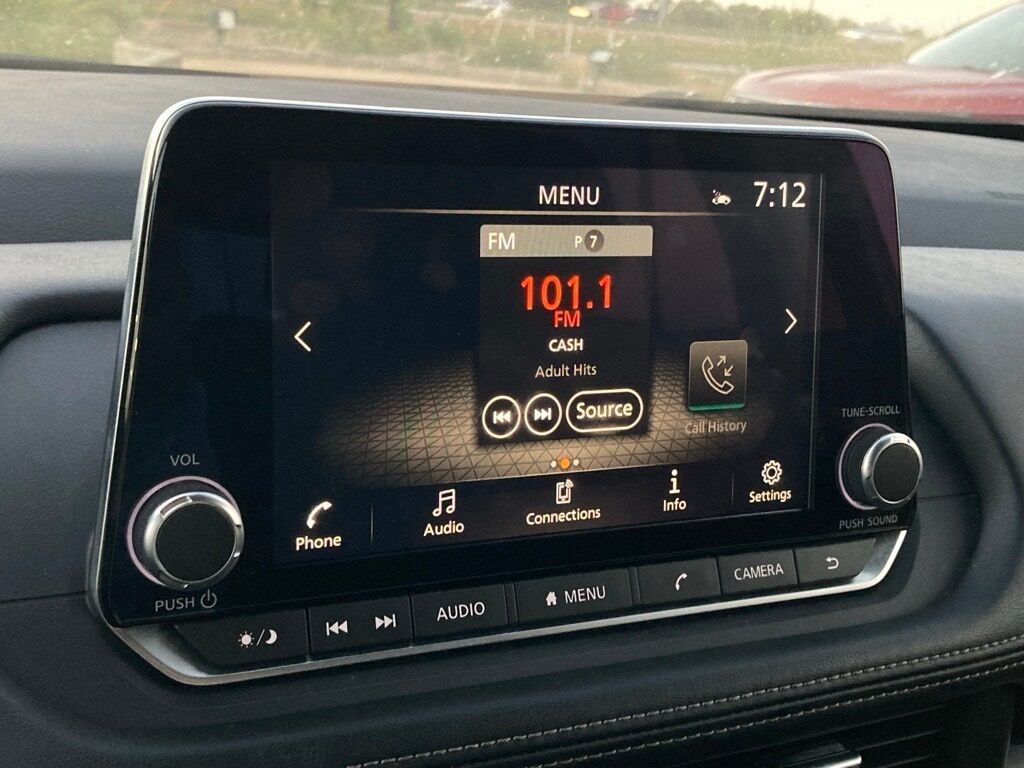 MENU
7:12
FM P 7
101.1
FM
CASH
Adult Hits
Source
Call History
Phone
Audio
Connections
Info
Settings
VOL
PUSH
TUNE-SCROLL
PUSH SOUND
AUDIO
MENU
CAMERA